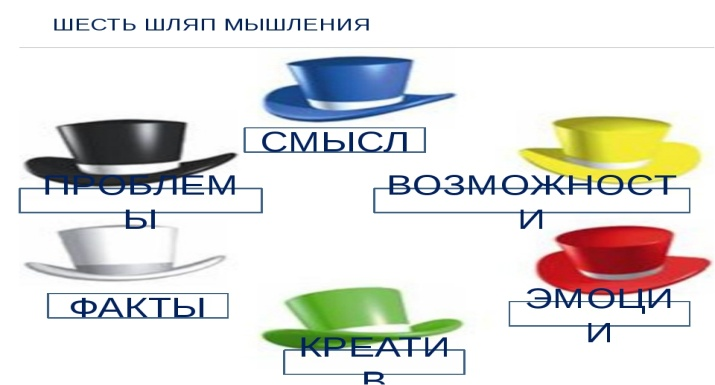 ШЕСТЬ ШЛЯП МЫШЛЕНИЯ
СМЫСЛ
ПРОБЛЕМ
Ы
ВОЗМОЖНОСТ
И
ФАКТЫ
ЭМОЦИ
И
КРЕАТИ
В